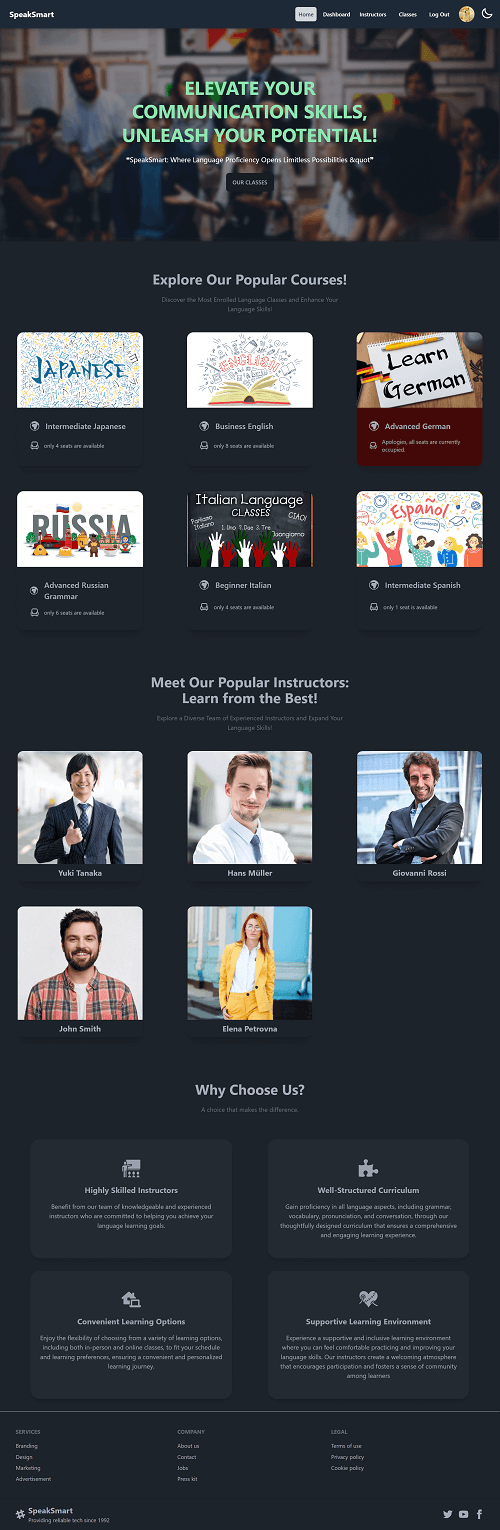 SpeakSmart
Home Dashboard Instructors Classes Log Out
ELEVATE YOUR
COMMUNICATION SKILLS,
UNLEASH YOUR POTENTIAL!
❝SpeakSmart: Where Language Proficiency Opens Limitless Possibilities &quot❞
OUR CLASSES
Explore Our Popular Courses!
Discover the Most Enrolled Language Classes and Enhance Your
Language Skills!
JAPANESE
Intermediate Japanese
only 4 seats are available
ENGLISH
Business English
only 8 seats are available
Learn
German
Advanced German
Apologies, all seats are currently
occupied.
RUSSIA
Advanced Russian
Grammar
only 6 seats are available
Italian Language
CLASSES
Parliamo
Italiano
CIAO!
1. Uno 2. Due 3. Tre
Buongiorno
Beginner Italian
only 4 seats are available
Español
Intermediate Spanish
only 1 seat is available
Meet Our Popular Instructors:
Learn from the Best!
Explore a Diverse Team of Experienced Instructors and Expand Your
Language Skills!
Yuki Tanaka
Hans Müller
Giovanni Rossi
John Smith
Elena Petrovna
Why Choose Us?
A choice that makes the difference.
Highly Skilled Instructors
Benefit from our team of knowledgeable and experienced
instructors who are committed to helping you achieve your
language learning goals.
Well-Structured Curriculum
Gain proficiency in all language aspects, including grammar,
vocabulary, pronunciation, and conversation, through our
thoughtfully designed curriculum that ensures a comprehensive
and engaging learning experience.
Convenient Learning Options
Enjoy the flexibility of choosing from a variety of learning options,
including both in-person and online classes, to fit your schedule
and learning preferences, ensuring a convenient and personalized
learning journey.
Supportive Learning Environment
Experience a supportive and inclusive learning environment
where you can feel comfortable practicing and improving your
language skills. Our instructors create a welcoming atmosphere
that encourages participation and fosters a sense of community
among learners
SERVICES
Branding
Design
Marketing
Advertisement
COMPANY
About us
Contact
Jobs
Press kit
LEGAL
Terms of use
Privacy policy
Cookie policy
SpeakSmart
Providing reliable tech since 1992